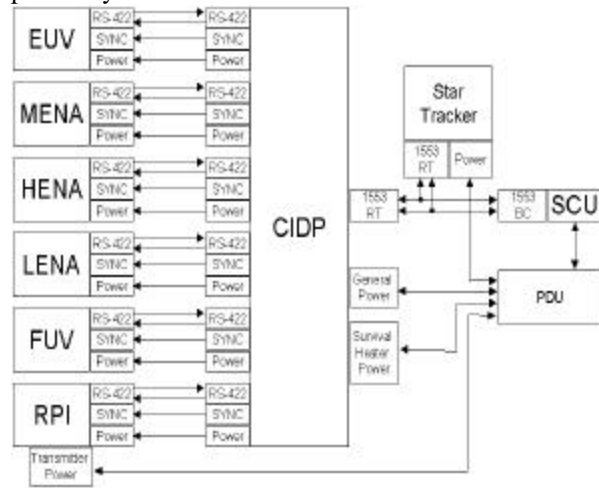 EUV
RS-422
SYNC
Power
RS-422
SYNC
Power
MENA
RS-422
SYNC
Power
RS-422
SYNC
Power
HENA
RS-422
SYNC
Power
RS-422
SYNC
Power
LENA
RS-422
SYNC
Power
RS-422
SYNC
Power
FUV
RS-422
SYNC
Power
RS-422
SYNC
Power
RPI
RS-422
SYNC
Power
RS-422
SYNC
Power
Transmitter
Power
CIDP
1553
RT
General
Power
Survival
Heater
Power
Star
Tracker
1553
RT
Power
1553
BC
SCU
PDU